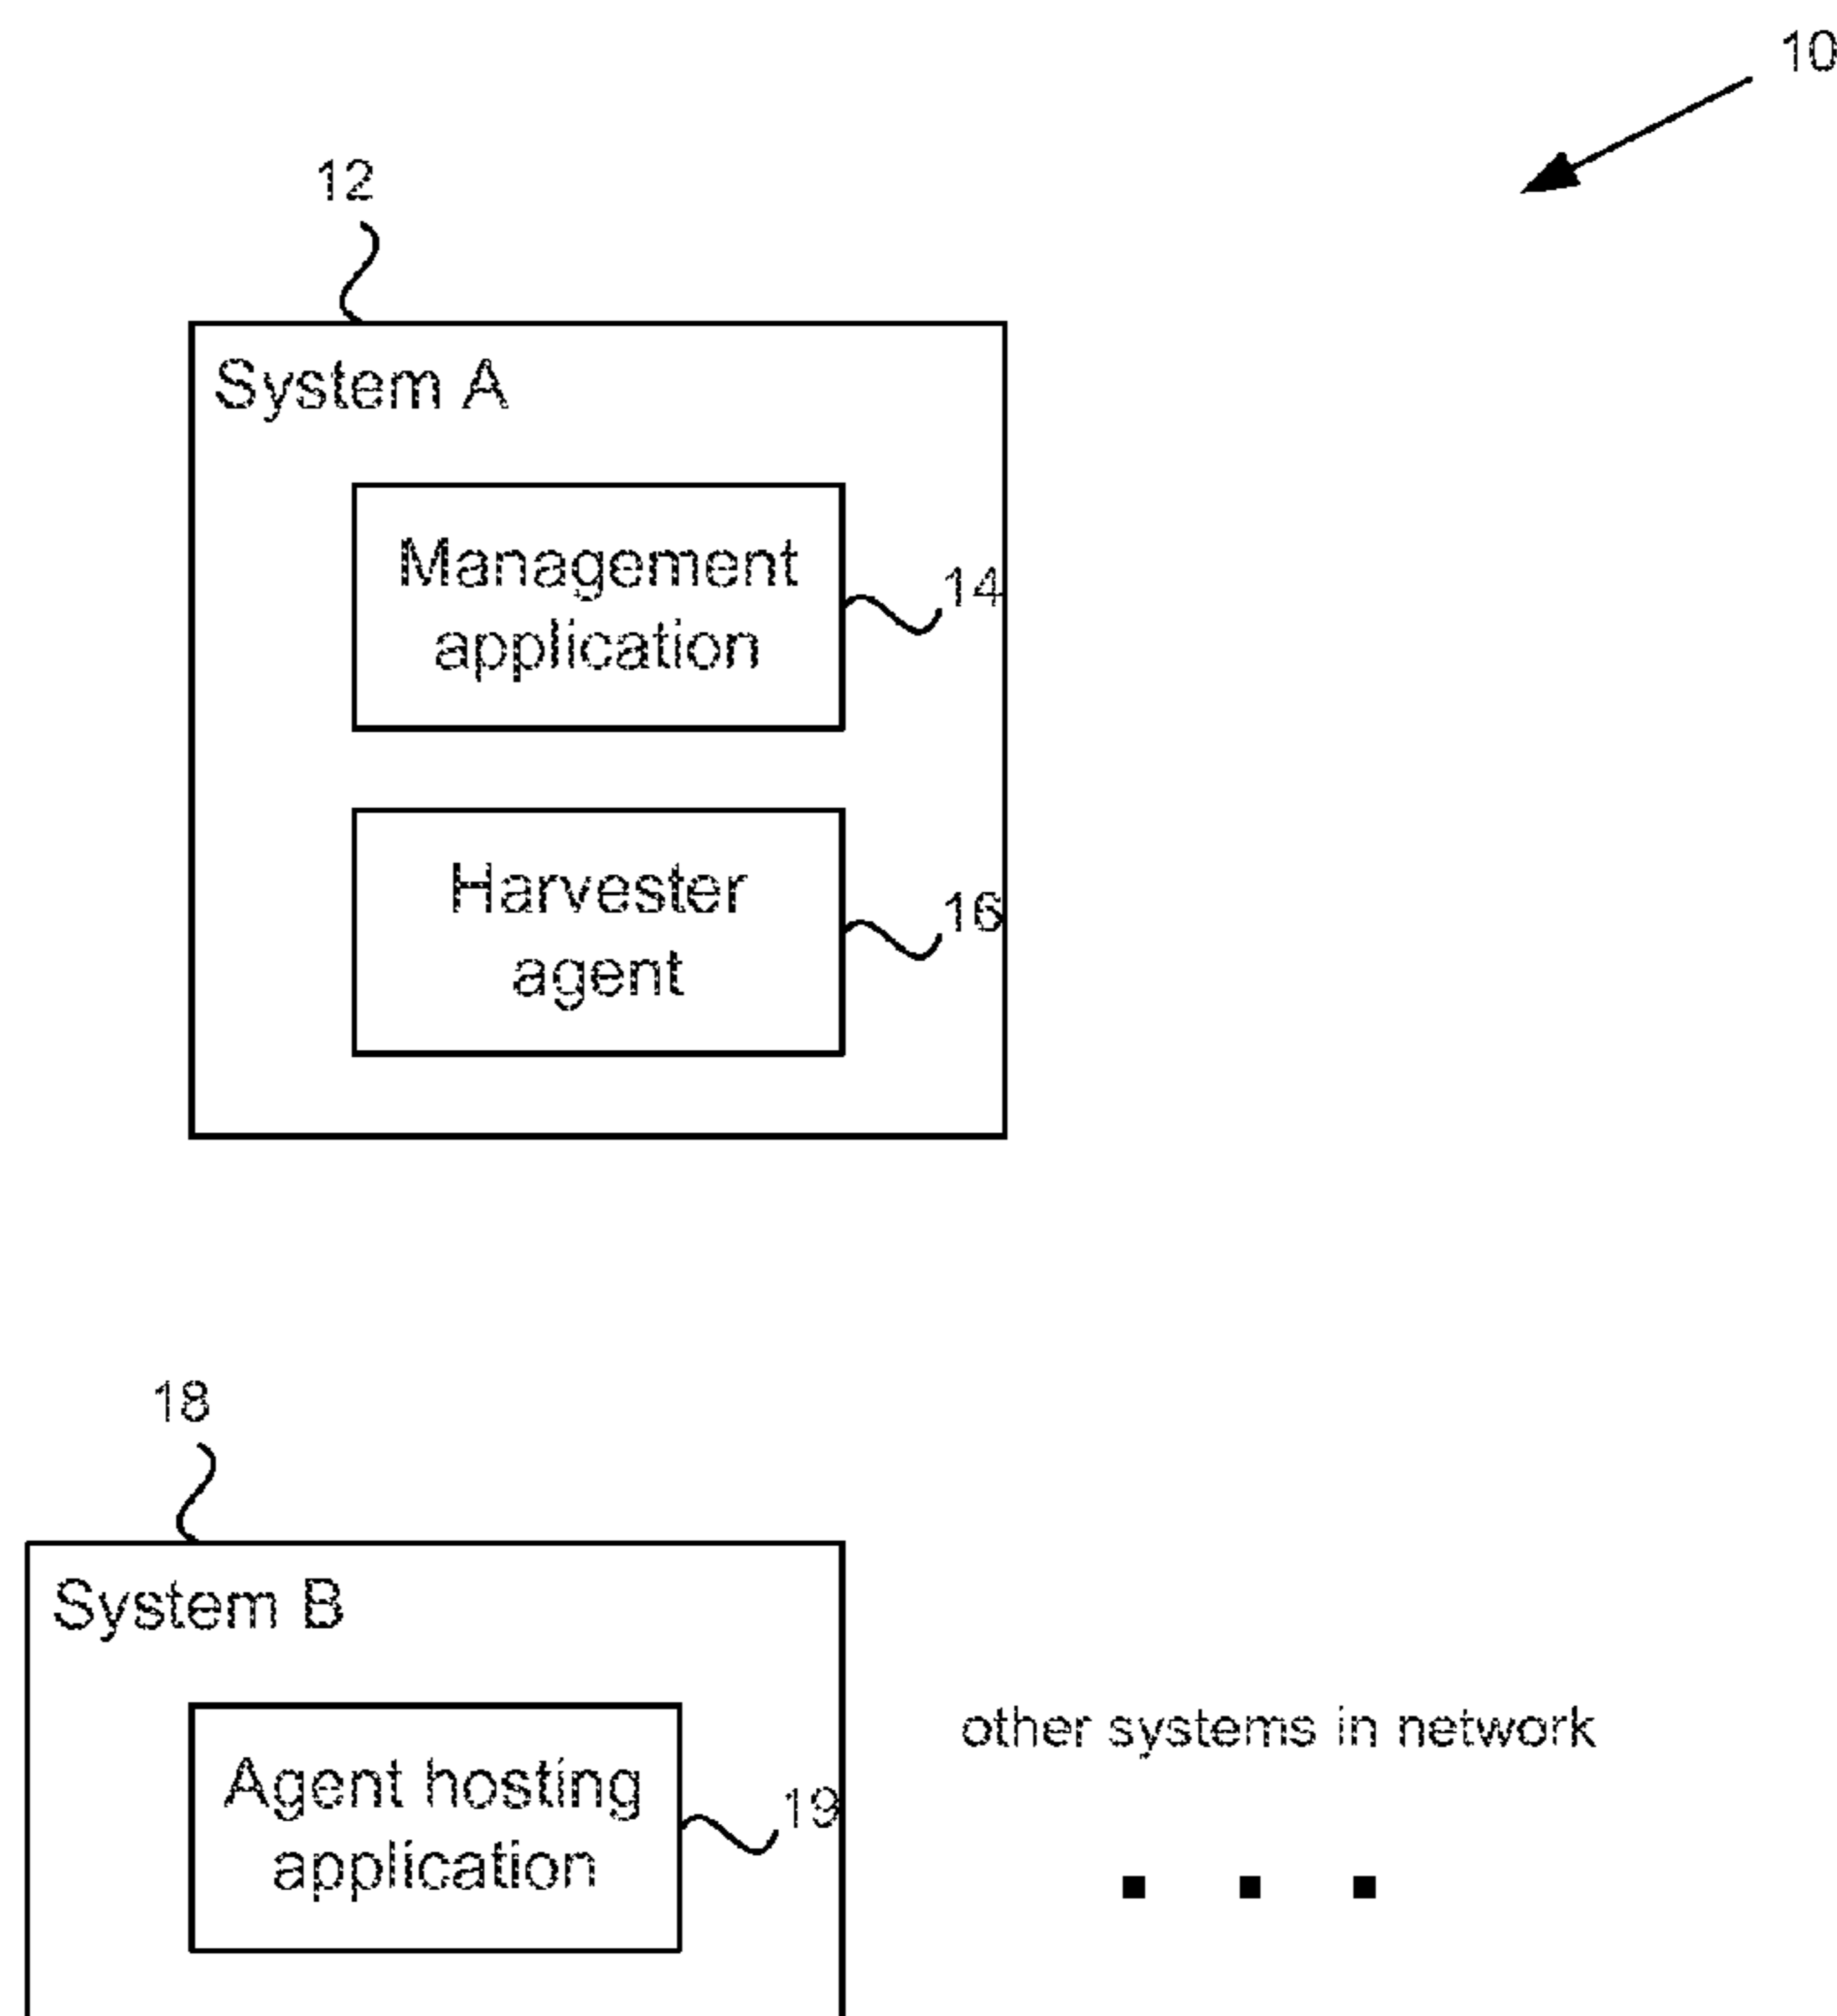 10
12
System A
Management
application
14
Harvester
agent
16
18
System B
other systems in network
Agent hosting
application
19